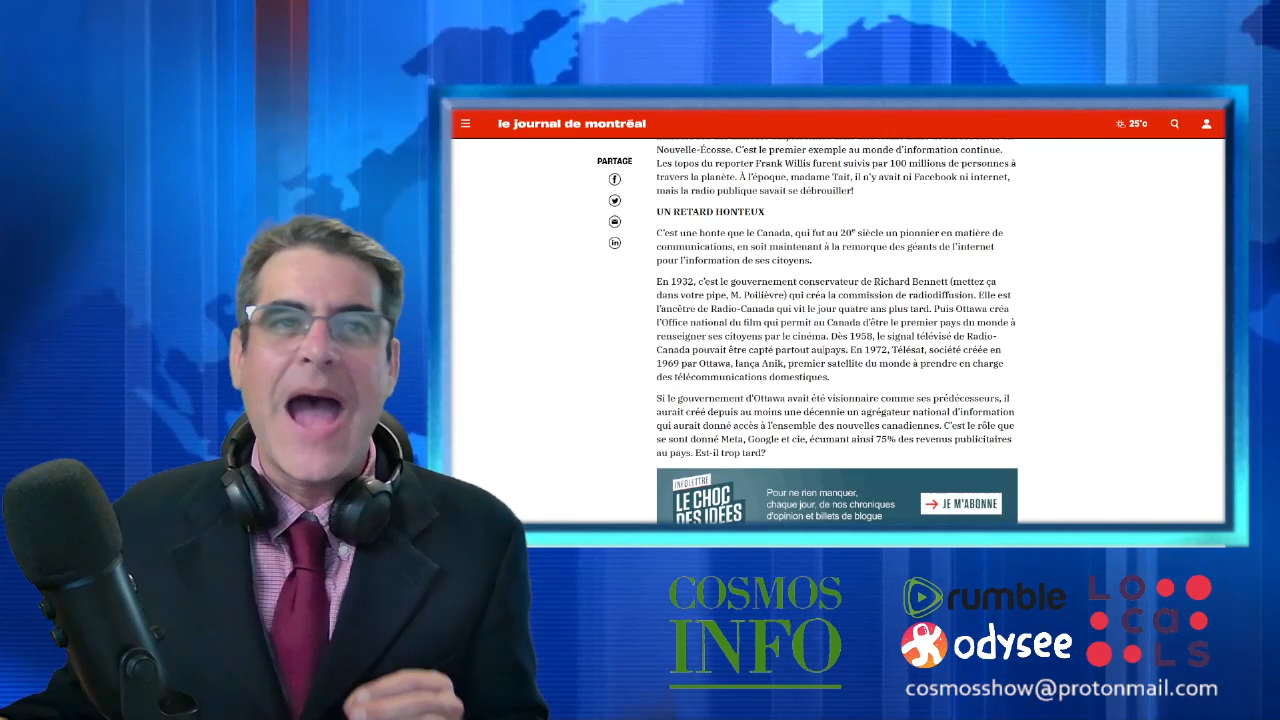 le journal de montréal
25°C
PARTAGE
Nouvelle-Écosse. C'est le premier exemple au monde d'information continue.
Les topos du reporter Frank Willis furent suivis par 100 millions de personnes à
travers la planète. À l'époque, madame Tait, il n'y avait ni Facebook ni internet,
mais la radio publique savait se débrouiller!
UN RETARD HONTEUX
C'est une honte que le Canada, qui fut au 20e siècle un pionnier en matière de
communications, en soit maintenant à la remorque des géants de l'internet
pour l'information de ses citoyens.
En 1932, c'est le gouvernement conservateur de Richard Bennett (mettez ça
dans votre pipe, M. Poilièvre) qui créa la commission de radiodiffusion. Elle est
l'ancêtre de Radio-Canada qui vit le jour quatre ans plus tard. Puis Ottawa créa
l'Office national du film qui permit au Canada d'être le premier pays du monde à
renseigner ses citoyens par le cinéma. Dès 1958, le signal télévisé de Radio-
Canada pouvait être capté partout au pays. En 1972, Télésat, société créée en
1969 par Ottawa, lança Anik, premier satellite du monde à prendre en charge
des télécommunications domestiques.
Si le gouvernement d'Ottawa avait été visionnaire comme ses prédécesseurs, il
aurait créé depuis au moins une décennie un agrégateur national d'information
qui aurait donné accès à l'ensemble des nouvelles canadiennes. C'est le rôle que
se sont donné Meta, Google et cie, écumant ainsi 75% des revenus publicitaires
au pays. Est-il trop tard?
INFOLETTRE
LE CHOC
DES IDÉES
Pour ne rien manquer,
chaque jour, de nos chroniques
d'opinion et billets de blogue
JE M'ABONNE
COSMOS
INFO
rumble
odysee
LOCALS
cosmosshow@protonmail.com